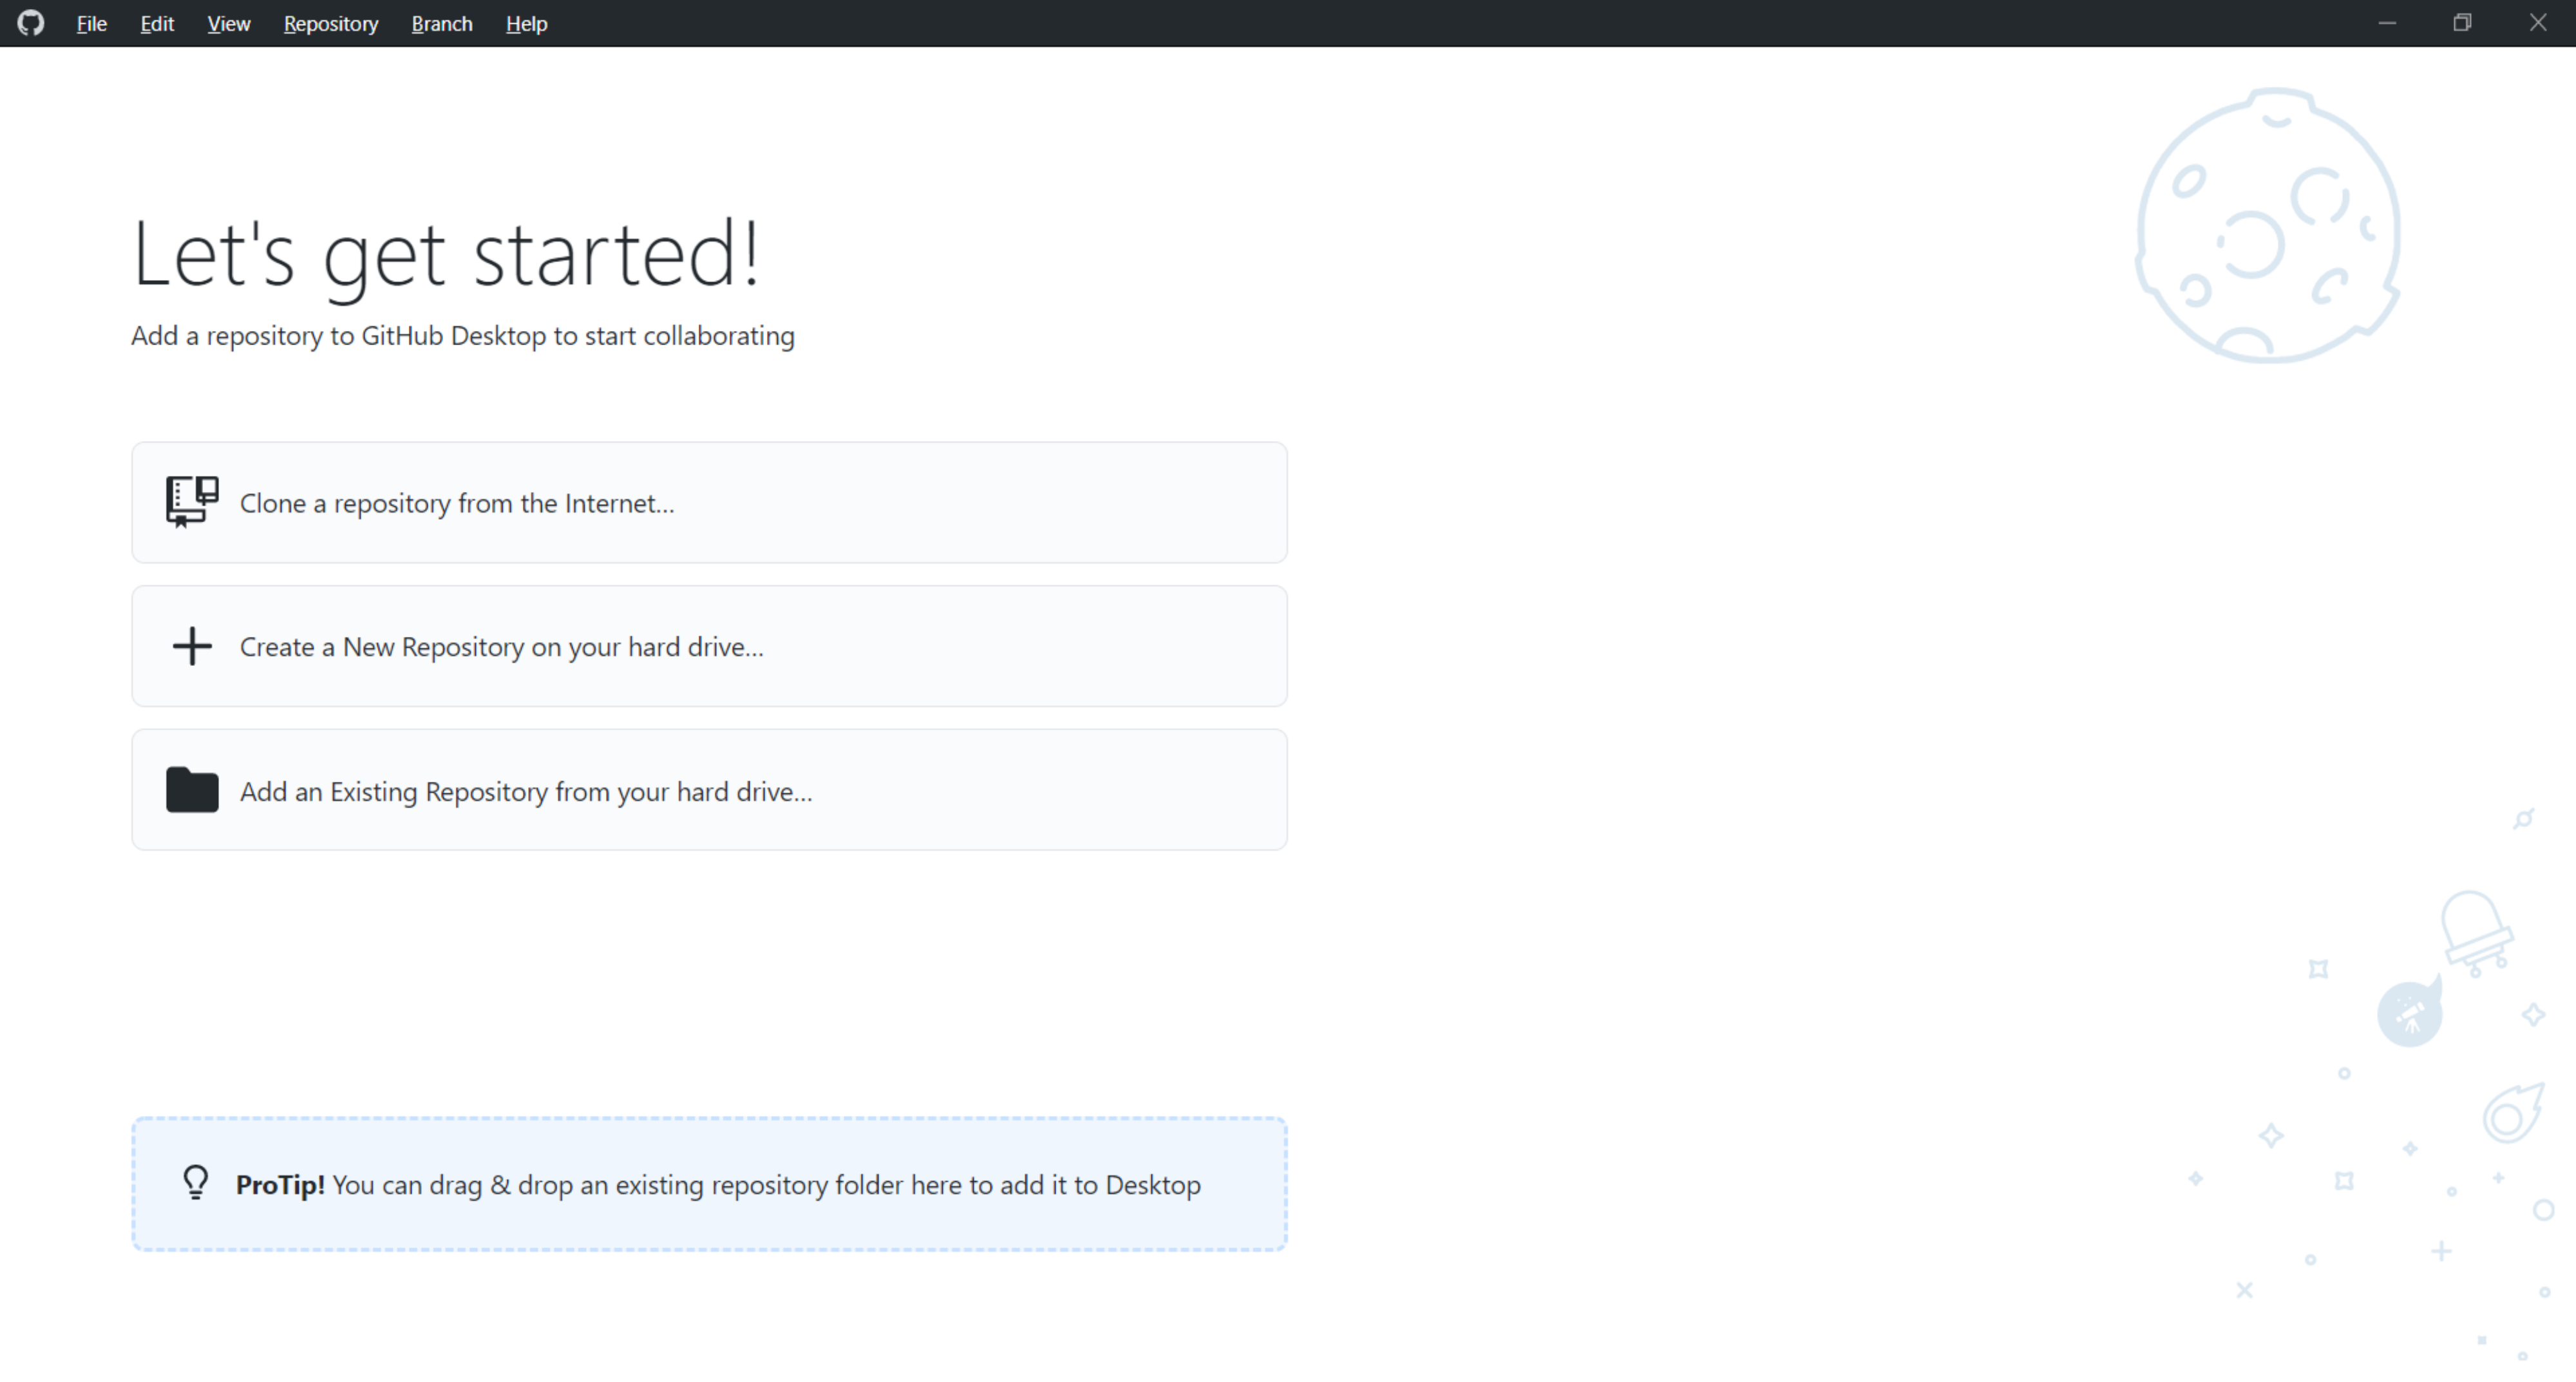 File Edit View Repository Branch Help
Let's get started!
Add a repository to GitHub Desktop to start collaborating
Clone a repository from the Internet...
Create a New Repository on your hard drive...
Add an Existing Repository from your hard drive...
ProTip! You can drag & drop an existing repository folder here to add it to Desktop